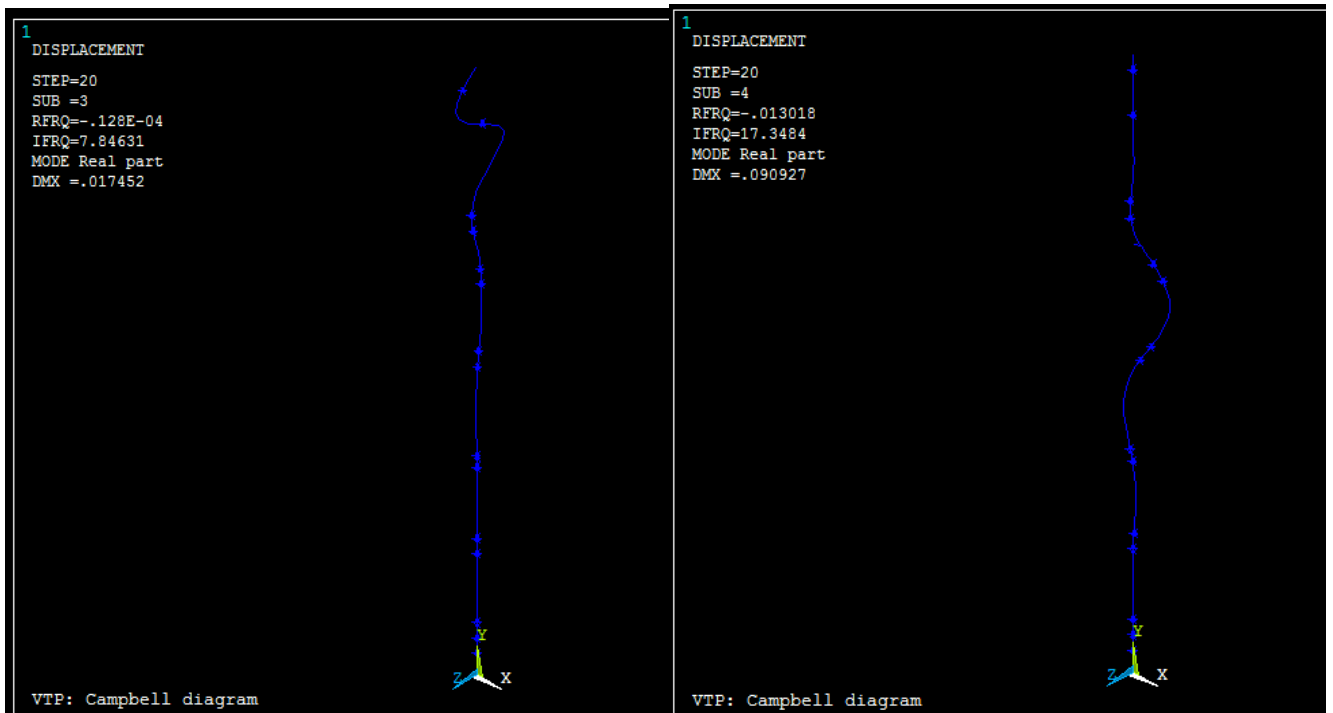 1
DISPLACEMENT
STEP=20
SUB =3
RFRQ=-.128E-04
IFRQ=7.84631
MODE Real part
DMX =.017452
Y
Z
X
VTP: Campbell diagram
1
DISPLACEMENT
STEP=20
SUB =4
RFRQ=-.013018
IFRQ=17.3484
MODE Real part
DMX =.090927
Y
Z
X
VTP: Campbell diagram